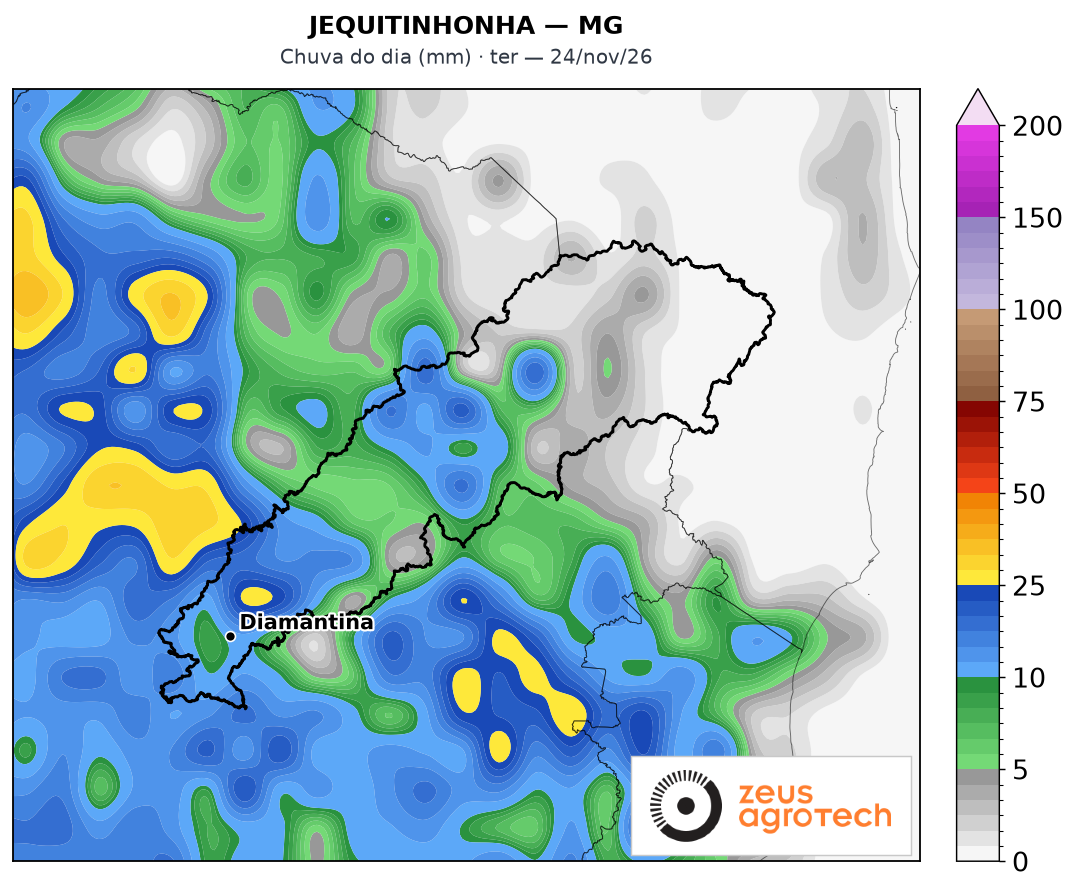 JEQUITINHONHA — MG
Chuva do dia (mm) · ter — 24/nov/26
200
150
100
75
50
25
10
5
0
Diamantina
zeus
agrotech